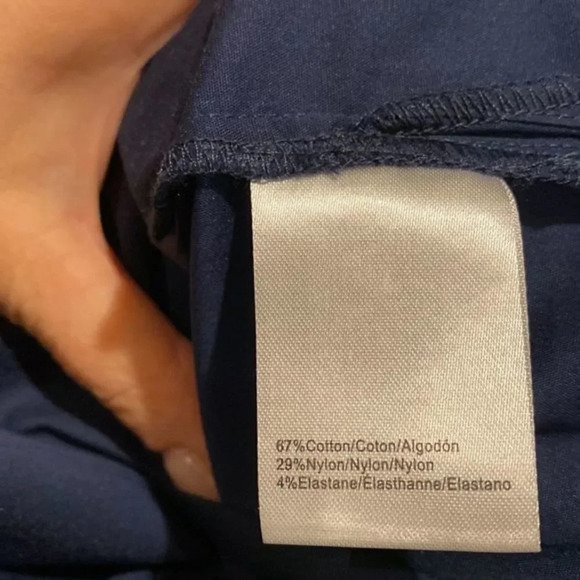 67%Cotton/Coton/Algodón
29%Nylon/Nylon/Nylon
4%Elastane/Élasthanne/Elastano